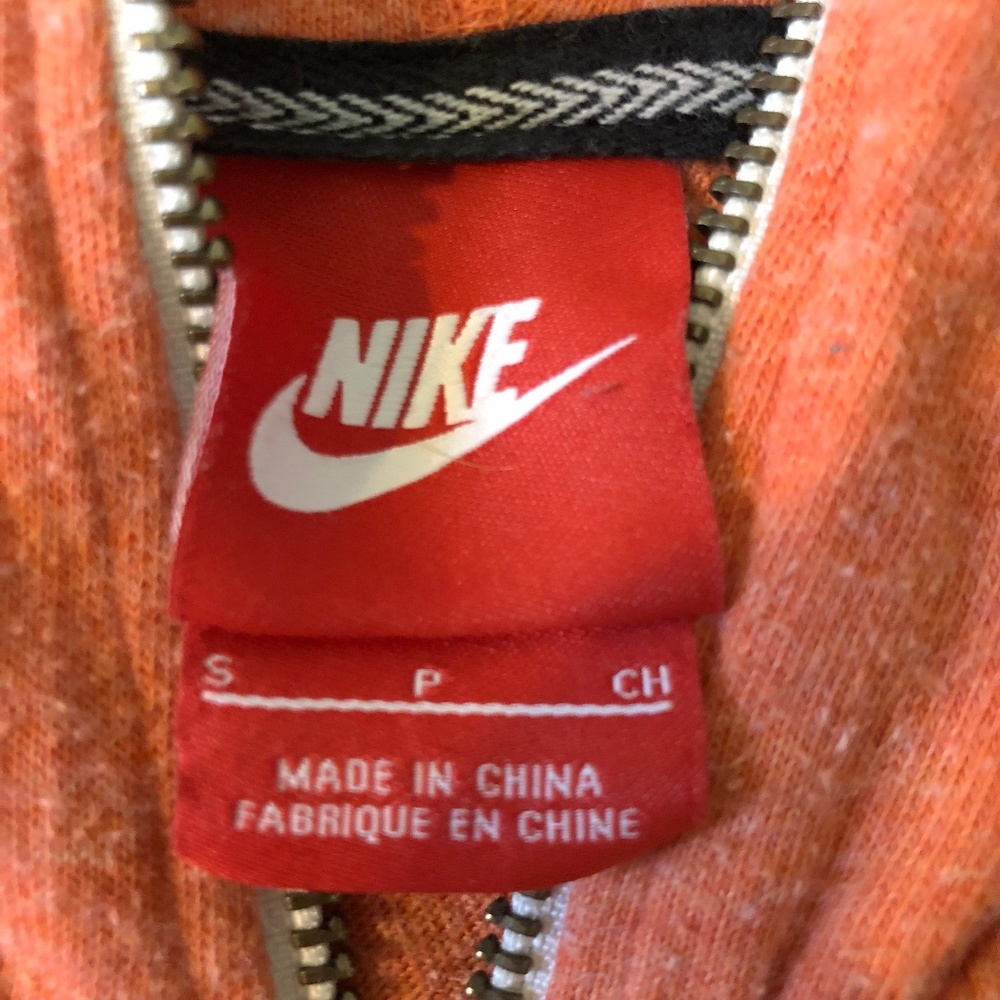 NIKE
S P CH
MADE IN CHINA
FABRIQUE EN CHINE